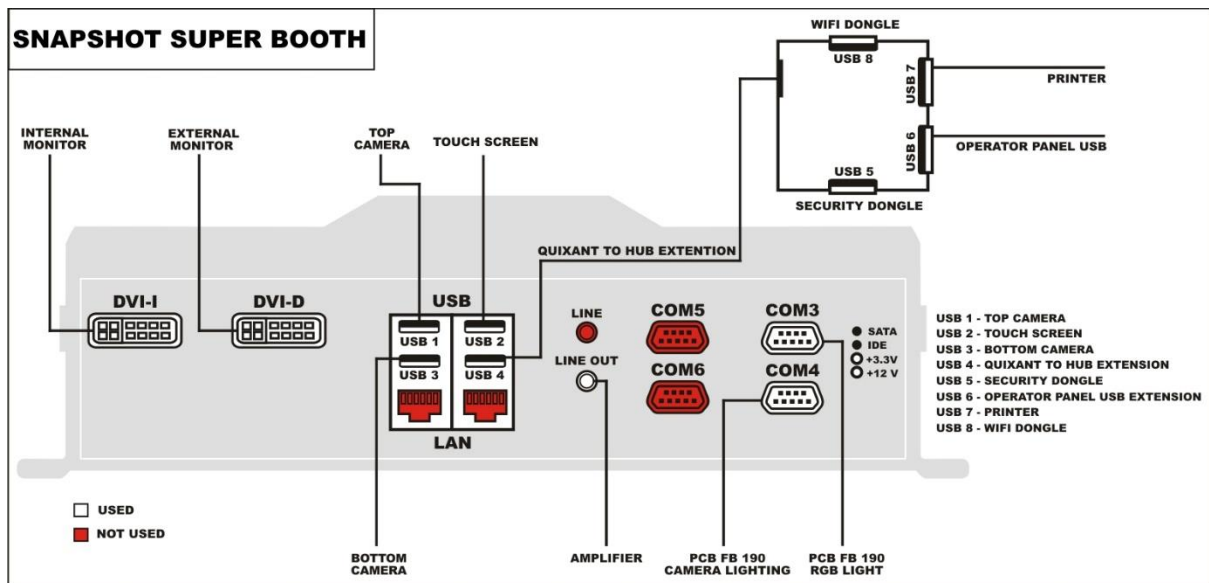 SNAPSHOT SUPER BOOTH
WIFI DONGLE
USB 8
USB 7
PRINTER
USB 6
OPERATOR PANEL USB
USB 5
SECURITY DONGLE
INTERNAL
MONITOR
EXTERNAL
MONITOR
TOP
CAMERA
TOUCH SCREEN
QUIXANT TO HUB EXTENTION
DVI-I
DVI-D
USB
USB 1
USB 2
USB 3
USB 4
LAN
LINE
LINE OUT
COM5
COM3
COM6
COM4
SATA
IDE
+3.3V
+12 V
USB 1 - TOP CAMERA
USB 2 - TOUCH SCREEN
USB 3 - BOTTOM CAMERA
USB 4 - QUIXANT TO HUB EXTENSION
USB 5 - SECURITY DONGLE
USB 6 - OPERATOR PANEL USB EXTENSION
USB 7 - PRINTER
USB 8 - WIFI DONGLE
USED
NOT USED
BOTTOM
CAMERA
AMPLIFIER
PCB FB 190
CAMERA LIGHTING
PCB FB 190
RGB LIGHT